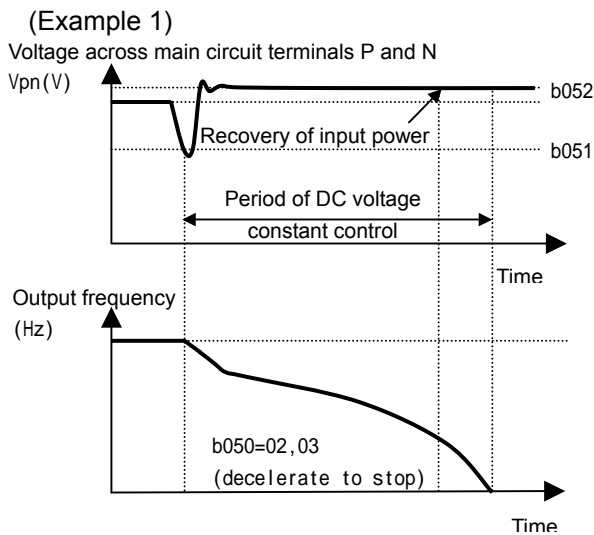 (Example 1)
Voltage across main circuit terminals P and N
Vpn(V)
b052
Recovery of input power
b051
Period of DC voltage
constant control
Time
Output frequency
(Hz)
b050=02,03
(decelerate to stop)
Time